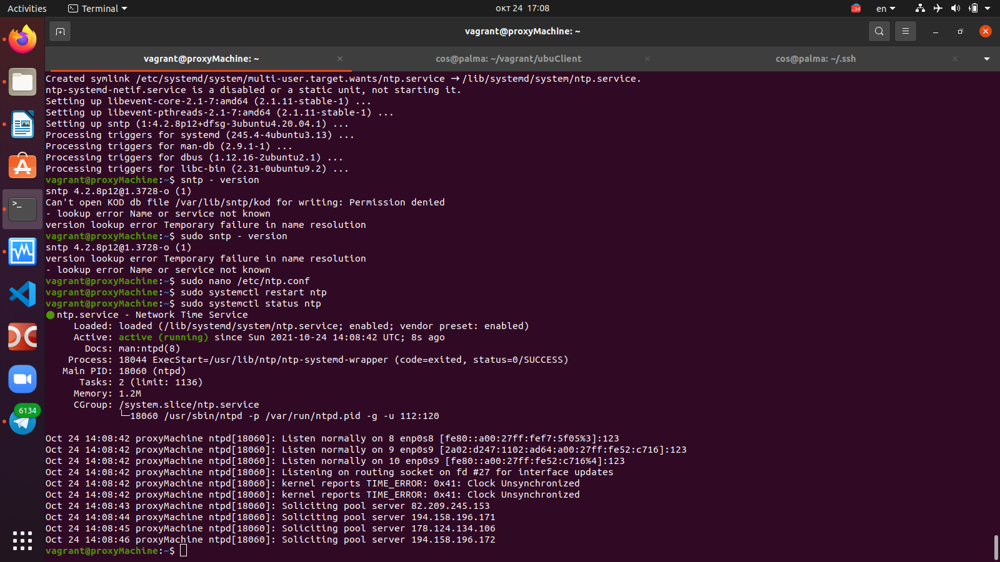 Activities
Terminal
окт 24 17:08
en
vagrant@proxyMachine: ~
vagrant@proxyMachine: ~
cos@palma: ~/vagrant/ubuClient
cos@palma: ~/.ssh
Created symlink /etc/systemd/system/multi-user.target.wants/ntp.service → /lib/systemd/system/ntp.service.
ntp-systemd-netif.service is a disabled or a static unit, not starting it.
Setting up libevent-core-2.1-7:amd64 (2.1.11-stable-1) ...
Setting up libevent-pthreads-2.1-7:amd64 (2.1.11-stable-1) ...
Setting up sntp (1:4.2.8p12+dfsg-3ubuntu4.20.04.1) ...
Processing triggers for systemd (245.4-4ubuntu3.13) ...
Processing triggers for man-db (2.9.1-1) ...
Processing triggers for dbus (1.12.16-2ubuntu2.1) ...
Processing triggers for libc-bin (2.31-0ubuntu9.2) ...
vagrant@proxyMachine:~$ sntp - version
sntp 4.2.8p12@1.3728-o (1)
Can't open KOD db file /var/lib/sntp/kod for writing: Permission denied
- lookup error Name or service not known
version lookup error Temporary failure in name resolution
vagrant@proxyMachine:~$ sudo sntp - version
sntp 4.2.8p12@1.3728-o (1)
version lookup error Temporary failure in name resolution
- lookup error Name or service not known
vagrant@proxyMachine:~$ sudo nano /etc/ntp.conf
vagrant@proxyMachine:~$ sudo systemctl restart ntp
vagrant@proxyMachine:~$ sudo systemctl status ntp
● ntp.service - Network Time Service
Loaded: loaded (/lib/systemd/system/ntp.service; enabled; vendor preset: enabled)
Active: active (running) since Sun 2021-10-24 14:08:42 UTC; 8s ago
Docs: man:ntpd(8)
Process: 18044 ExecStart=/usr/lib/ntp/ntp-systemd-wrapper (code=exited, status=0/SUCCESS)
Main PID: 18060 (ntpd)
Tasks: 2 (limit: 1136)
Memory: 1.2M
CGroup: /system.slice/ntp.service
└─18060 /usr/sbin/ntpd -p /var/run/ntpd.pid -g -u 112:120
Oct 24 14:08:42 proxyMachine ntpd[18060]: Listen normally on 8 enp0s8 [fe80::a00:27ff:fef7:5f05%3]:123
Oct 24 14:08:42 proxyMachine ntpd[18060]: Listen normally on 9 enp0s9 [2a02:d247:1102:ad64:a00:27ff:fe52:c716]:123
Oct 24 14:08:42 proxyMachine ntpd[18060]: Listen normally on 10 enp0s9 [fe80::a00:27ff:fe52:c716%4]:123
Oct 24 14:08:42 proxyMachine ntpd[18060]: Listening on routing socket on fd #27 for interface updates
Oct 24 14:08:42 proxyMachine ntpd[18060]: kernel reports TIME_ERROR: 0x41: Clock Unsynchronized
Oct 24 14:08:42 proxyMachine ntpd[18060]: kernel reports TIME_ERROR: 0x41: Clock Unsynchronized
Oct 24 14:08:43 proxyMachine ntpd[18060]: Soliciting pool server 82.209.245.153
Oct 24 14:08:44 proxyMachine ntpd[18060]: Soliciting pool server 194.158.196.171
Oct 24 14:08:45 proxyMachine ntpd[18060]: Soliciting pool server 178.124.134.106
Oct 24 14:08:46 proxyMachine ntpd[18060]: Soliciting pool server 194.158.196.172
vagrant@proxyMachine:~$
6134